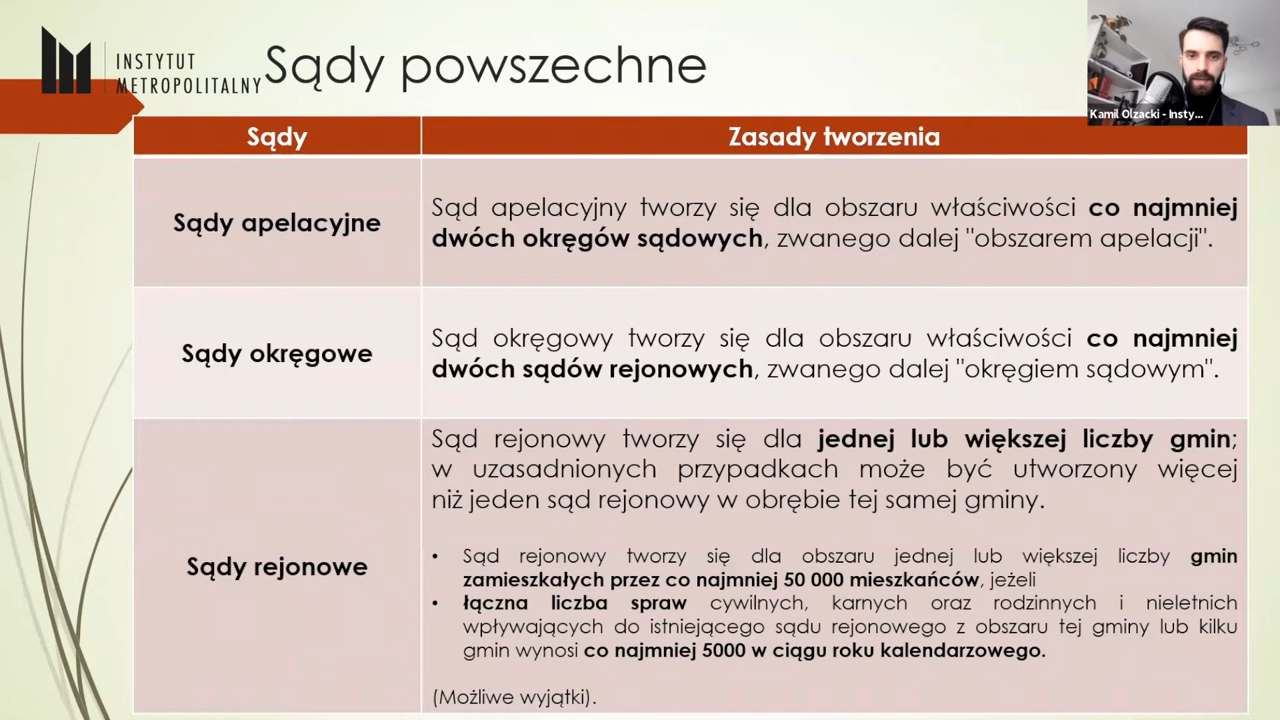 INSTYTUT
METROPOLITALNY
Sądy powszechne
Kamil Olzacki - Insty...
Sądy
Zasady tworzenia
Sądy apelacyjne
Sąd apelacyjny tworzy się dla obszaru właściwości co najmniej
dwóch okręgów sądowych, zwanego dalej "obszarem apelacji".
Sądy okręgowe
Sąd okręgowy tworzy się dla obszaru właściwości co najmniej
dwóch sądów rejonowych, zwanego dalej "okręgiem sądowym".
Sądy rejonowe
Sąd rejonowy tworzy się dla jednej lub większej liczby gmin;
w uzasadnionych przypadkach może być utworzony więcej
niż jeden sąd rejonowy w obrębie tej samej gminy.
• Sąd rejonowy tworzy się dla obszaru jednej lub większej liczby gmin
zamieszkałych przez co najmniej 50 000 mieszkańców, jeżeli
• łączna liczba spraw cywilnych, karnych oraz rodzinnych i nieletnich
wpływających do istniejącego sądu rejonowego z obszaru tej gminy lub kilku
gmin wynosi co najmniej 5000 w ciągu roku kalendarzowego.
(Możliwe wyjątki).